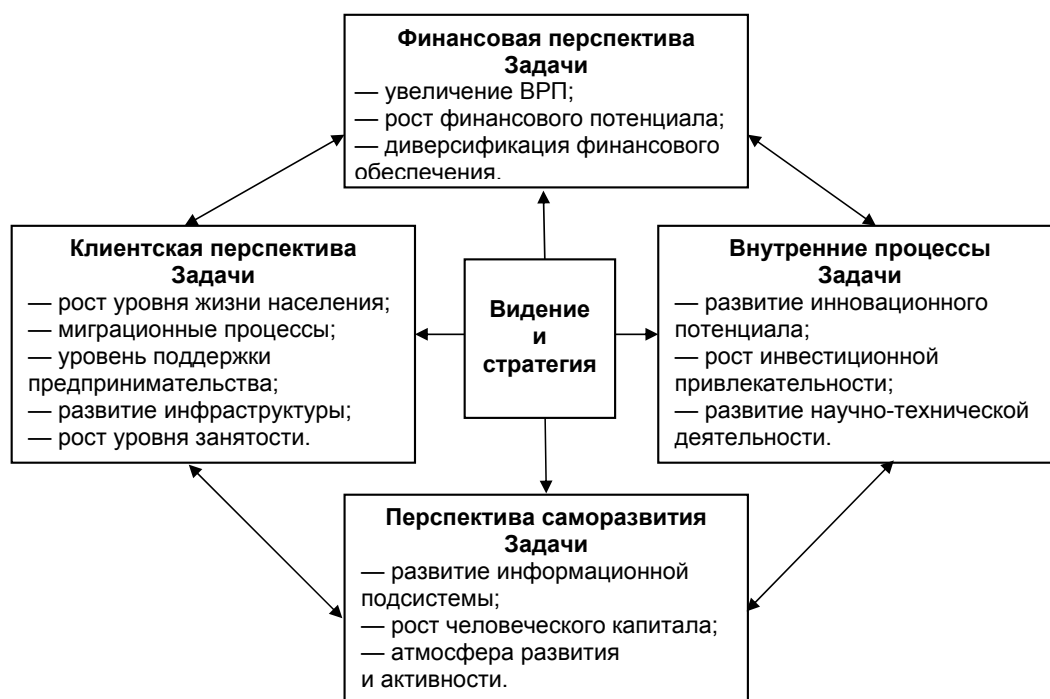 Финансовая перспектива
Задачи
— увеличение ВРП;
— рост финансового потенциала;
— диверсификация финансового
обеспечения.
Клиентская перспектива
Задачи
— рост уровня жизни населения;
— миграционные процессы;
— уровень поддержки
предпринимательства;
— развитие инфраструктуры;
— рост уровня занятости.
Видение
и
стратегия
Внутренние процессы
Задачи
— развитие инновационного
потенциала;
— рост инвестиционной
привлекательности;
— развитие научно-технической
деятельности.
Перспектива саморазвития
Задачи
— развитие информационной
подсистемы;
— рост человеческого капитала;
— атмосфера развития
и активности.